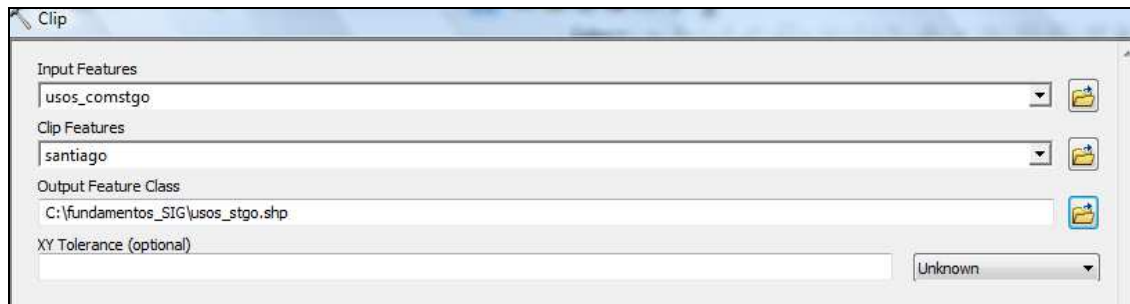 Clip
Input Features
usos_comstgo
Clip Features
santiago
Output Feature Class
C:\fundamentos_SIG\usos_stgo.shp
XY Tolerance (optional)
Unknown